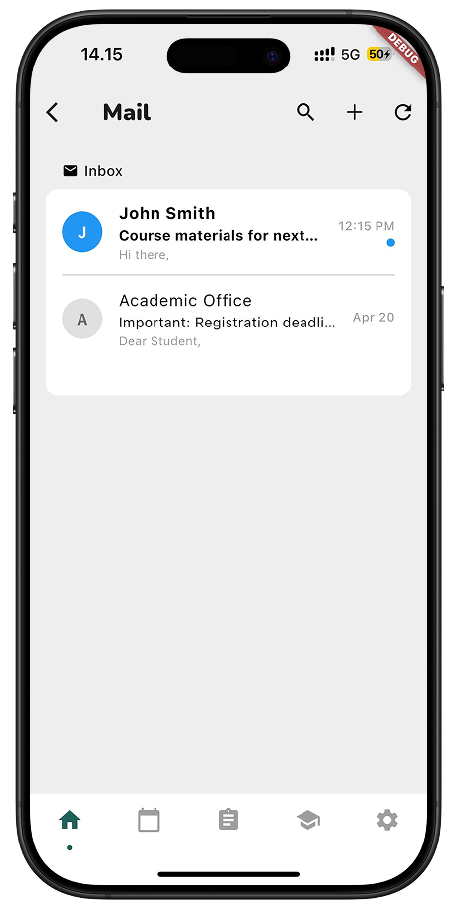 14.15 5G 50 DEBUG
Mail
Inbox
J John Smith 12:15 PM
Course materials for next...
Hi there,
A Academic Office Apr 20
Important: Registration deadli...
Dear Student,